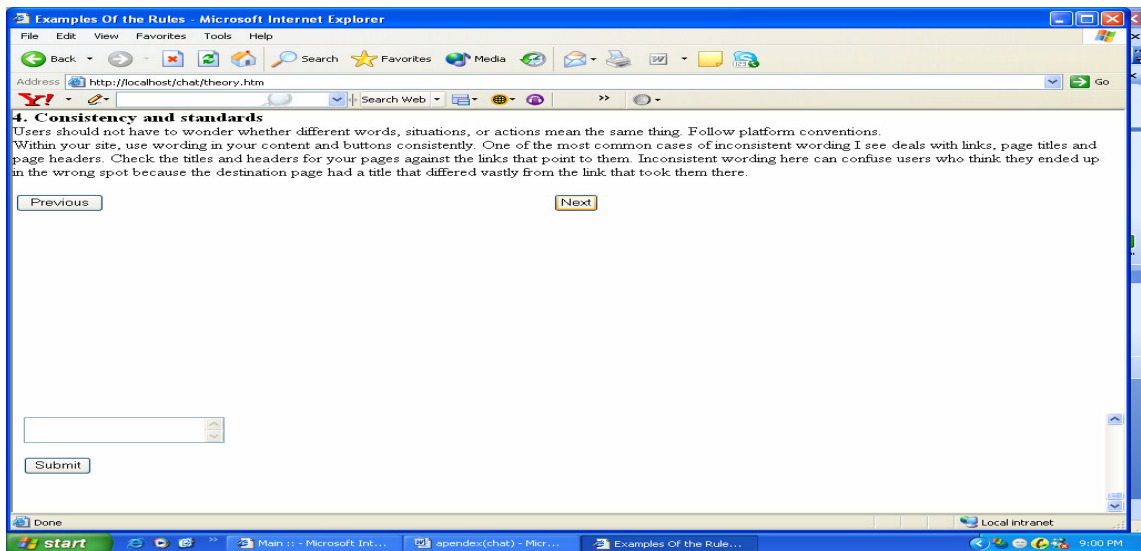 Examples Of the Rules - Microsoft Internet Explorer
File Edit View Favorites Tools Help
Back Search Favorites Media
Address http://localhost/chat/theory.htm Go
Y! Search Web »
4. Consistency and standards
Users should not have to wonder whether different words, situations, or actions mean the same thing. Follow platform conventions.
Within your site, use wording in your content and buttons consistently. One of the most common cases of inconsistent wording I see deals with links, page titles and
page headers. Check the titles and headers for your pages against the links that point to them. Inconsistent wording here can confuse users who think they ended up
in the wrong spot because the destination page had a title that differed vastly from the link that took them there.
Previous Next
Submit
Done Local intranet
start » Main :: - Microsoft Int... apendex(chat) - Micr... Examples Of the Rule... 9:00 PM